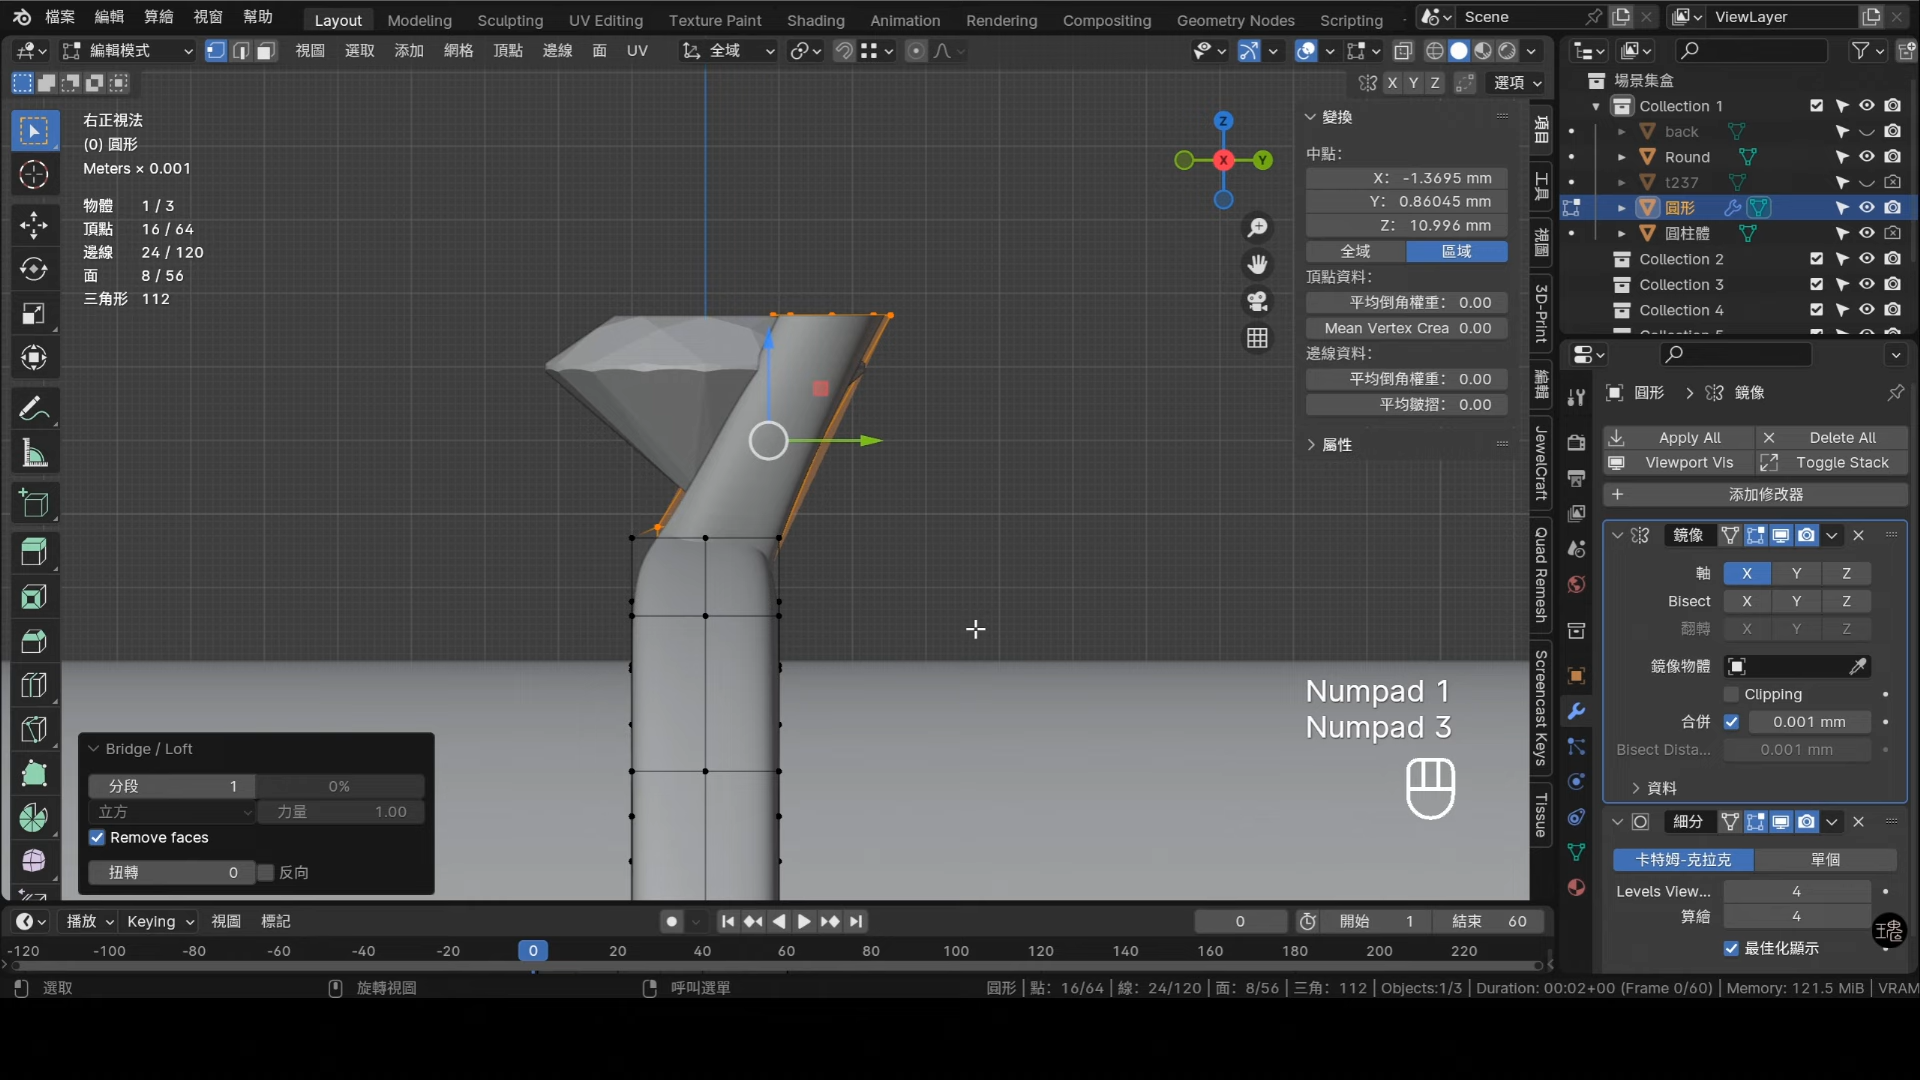 檔案 編輯 算繪 視窗 幫助 Layout Modeling Sculpting UV Editing Texture Paint Shading Animation Rendering Compositing Geometry Nodes Scripting Scene ViewLayer
編輯模式 視圖 選取 添加 網格 頂點 邊線 面 UV 全域
X Y Z 選項
右正視法
(0) 圓形
Meters × 0.001
物體 1 / 3
頂點 16 / 64
邊線 24 / 120
面 8 / 56
三角形 112
Z
X
Y
變換
中點:
X: -1.3695 mm
Y: 0.86045 mm
Z: 10.996 mm
全域 區域
頂點資料:
平均倒角權重: 0.00
Mean Vertex Crea 0.00
邊線資料:
平均倒角權重: 0.00
平均皺摺: 0.00
屬性
項目
工具
視圖
3D-Print
編輯
JewelCraft
Quad Remesh
Screencast Keys
Tissue
場景集盒
Collection 1
back
Round
t237
圓形
圓柱體
Collection 2
Collection 3
Collection 4
圓形 > 鏡像
Apply All Delete All
Viewport Vis Toggle Stack
添加修改器
鏡像
軸 X Y Z
Bisect X Y Z
翻轉 X Y Z
鏡像物體
Clipping
合併 0.001 mm
Bisect Dista... 0.001 mm
資料
細分
卡特姆-克拉克 單個
Levels View... 4
算繪 4
最佳化顯示
Numpad 1
Numpad 3
Bridge / Loft
分段 1 0%
立方 力量 1.00
Remove faces
扭轉 0 反向
播放 Keying 視圖 標記 0 開始 1 結束 60
-120 -100 -80 -60 -40 -20 0 20 40 60 80 100 120 140 160 180 200 220
選取 旋轉視圖 呼叫選單 圓形 | 點: 16/64 | 線: 24/120 | 面: 8/56 | 三角: 112 | Objects:1/3 | Duration: 00:02+00 (Frame 0/60) | Memory: 121.5 MiB | VRAM